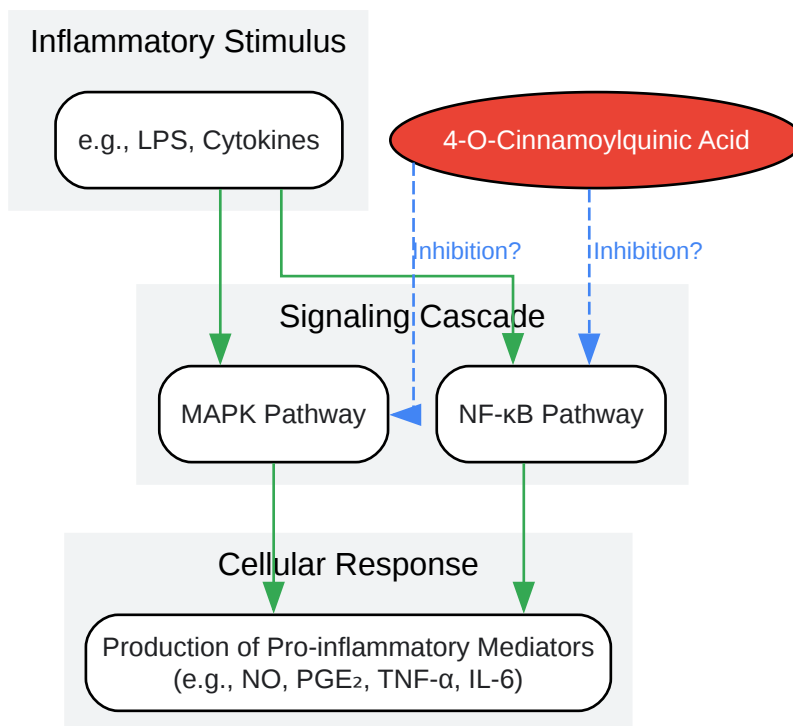 Inflammatory Stimulus
e.g., LPS, Cytokines
4-O-Cinnamoylquinic Acid
Inhibition?
Inhibition?
Signaling Cascade
MAPK Pathway
NF-κB Pathway
Cellular Response
Production of Pro-inflammatory Mediators
(e.g., NO, PGE₂, TNF-α, IL-6)